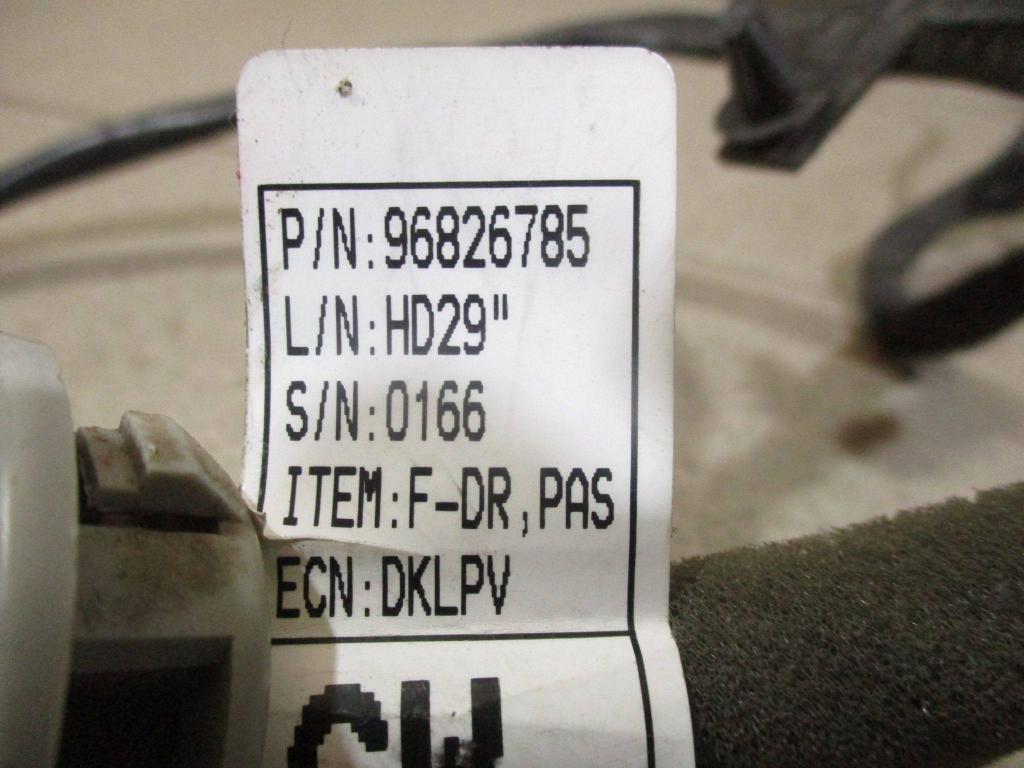 P/N:96826785
L/N:HD29"
S/N:0166
ITEM:F-DR,PAS
ECN:DKLPV